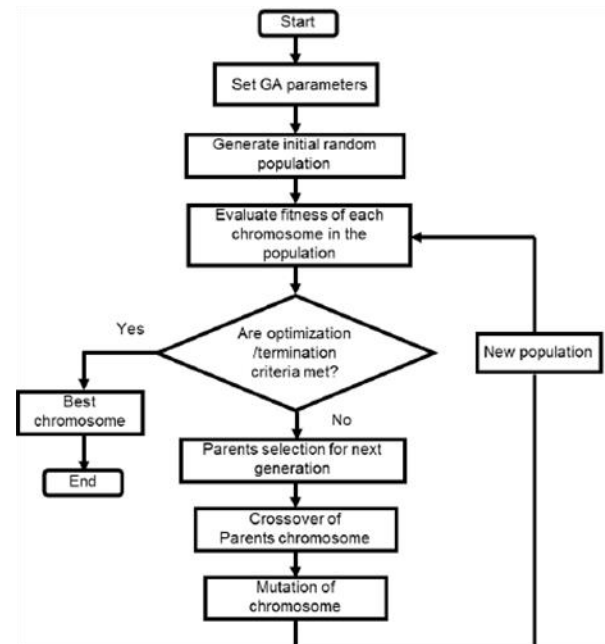 Start
Set GA parameters
Generate initial random
population
Evaluate fitness of each
chromosome in the
population
Are optimization
/termination
criteria met?
Yes
No
Best
chromosome
End
Parents selection for next
generation
Crossover of
Parents chromosome
Mutation of
chromosome
New population